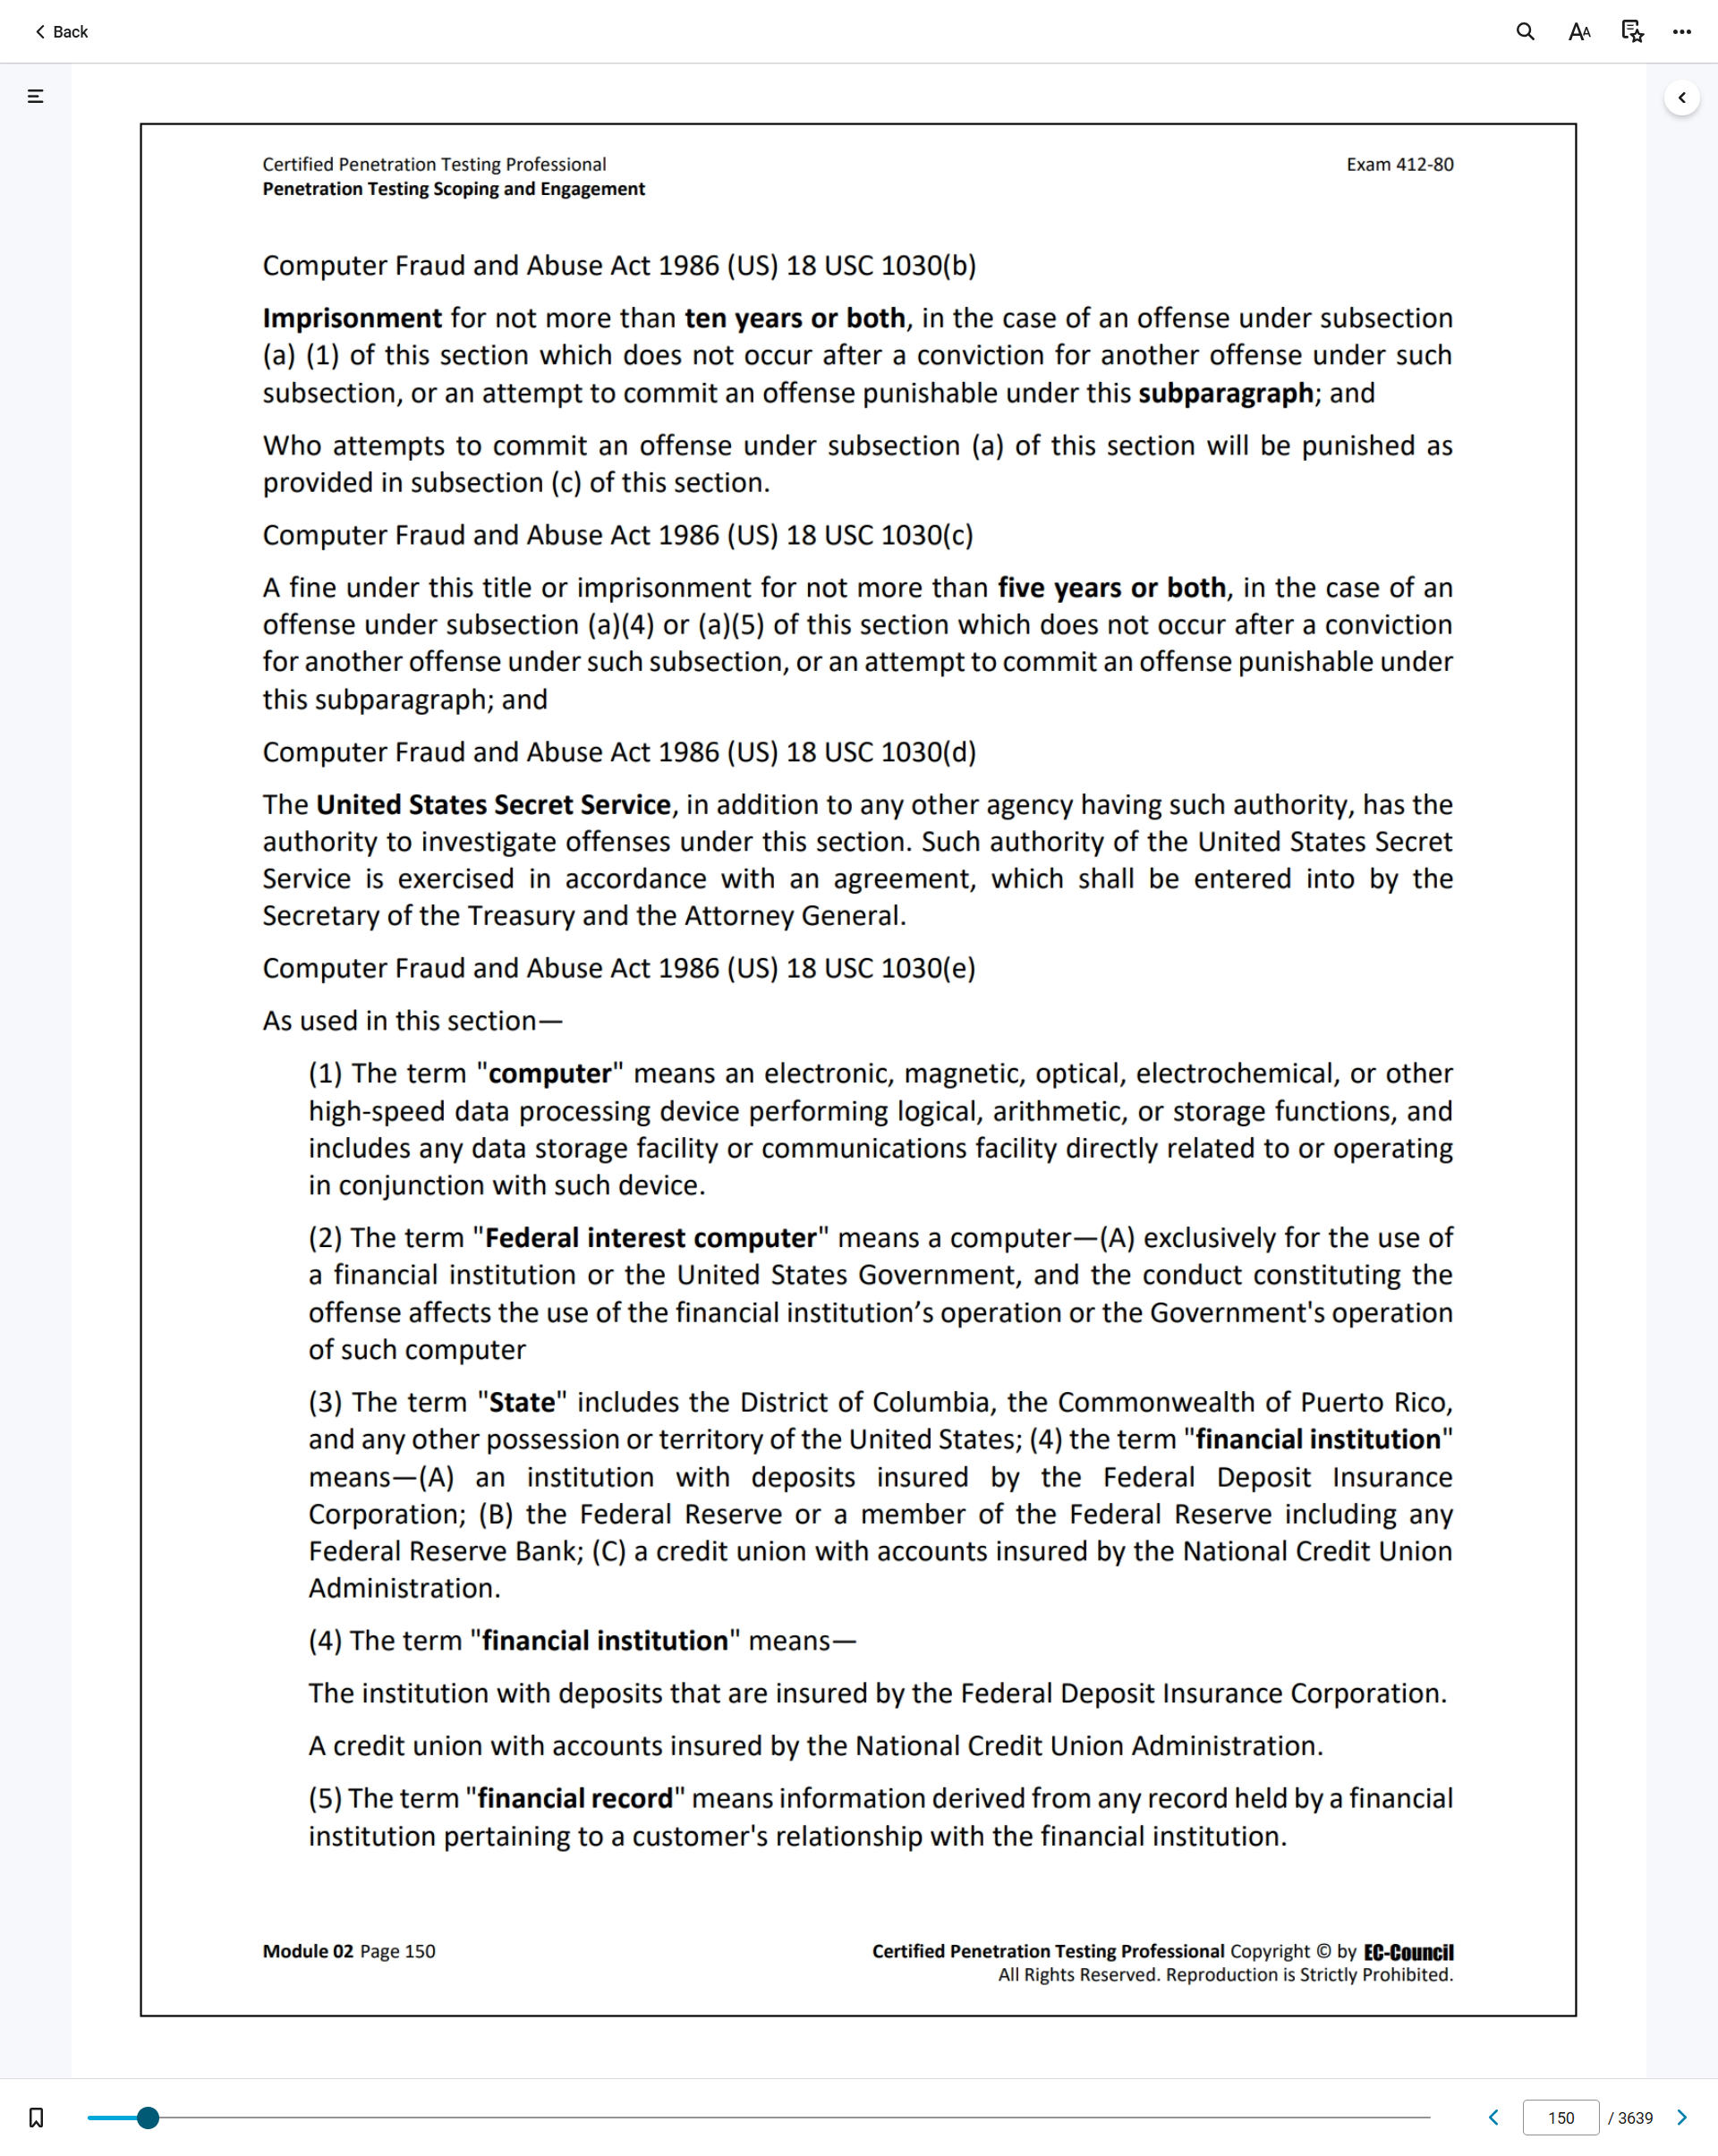 Back
Certified Penetration Testing Professional Exam 412-80
Penetration Testing Scoping and Engagement
Computer Fraud and Abuse Act 1986 (US) 18 USC 1030(b)
Imprisonment for not more than ten years or both, in the case of an offense under subsection
(a) (1) of this section which does not occur after a conviction for another offense under such
subsection, or an attempt to commit an offense punishable under this subparagraph; and
Who attempts to commit an offense under subsection (a) of this section will be punished as
provided in subsection (c) of this section.
Computer Fraud and Abuse Act 1986 (US) 18 USC 1030(c)
A fine under this title or imprisonment for not more than five years or both, in the case of an
offense under subsection (a)(4) or (a)(5) of this section which does not occur after a conviction
for another offense under such subsection, or an attempt to commit an offense punishable under
this subparagraph; and
Computer Fraud and Abuse Act 1986 (US) 18 USC 1030(d)
The United States Secret Service, in addition to any other agency having such authority, has the
authority to investigate offenses under this section. Such authority of the United States Secret
Service is exercised in accordance with an agreement, which shall be entered into by the
Secretary of the Treasury and the Attorney General.
Computer Fraud and Abuse Act 1986 (US) 18 USC 1030(e)
As used in this section—
(1) The term "computer" means an electronic, magnetic, optical, electrochemical, or other
high-speed data processing device performing logical, arithmetic, or storage functions, and
includes any data storage facility or communications facility directly related to or operating
in conjunction with such device.
(2) The term "Federal interest computer" means a computer—(A) exclusively for the use of
a financial institution or the United States Government, and the conduct constituting the
offense affects the use of the financial institution’s operation or the Government's operation
of such computer
(3) The term "State" includes the District of Columbia, the Commonwealth of Puerto Rico,
and any other possession or territory of the United States; (4) the term "financial institution"
means—(A) an institution with deposits insured by the Federal Deposit Insurance
Corporation; (B) the Federal Reserve or a member of the Federal Reserve including any
Federal Reserve Bank; (C) a credit union with accounts insured by the National Credit Union
Administration.
(4) The term "financial institution" means—
The institution with deposits that are insured by the Federal Deposit Insurance Corporation.
A credit union with accounts insured by the National Credit Union Administration.
(5) The term "financial record" means information derived from any record held by a financial
institution pertaining to a customer's relationship with the financial institution.
Module 02 Page 150 Certified Penetration Testing Professional Copyright © by EC-Council
All Rights Reserved. Reproduction is Strictly Prohibited.
150 / 3639